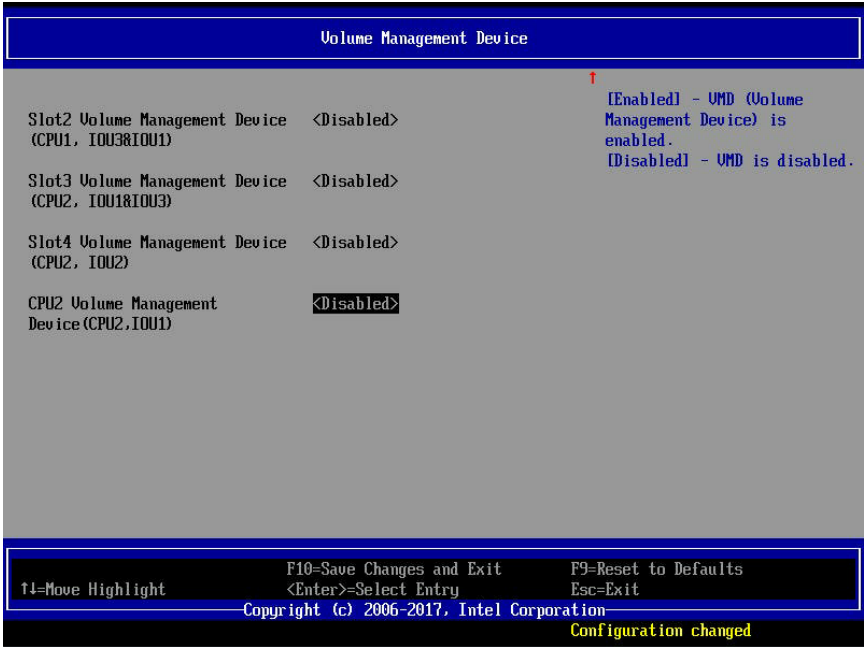 Volume Management Device
↑
Slot2 Volume Management Device <Disabled>
(CPU1, IOU3&IOU1)
Slot3 Volume Management Device <Disabled>
(CPU2, IOU1&IOU3)
Slot4 Volume Management Device <Disabled>
(CPU2, IOU2)
CPU2 Volume Management <Disabled>
Device(CPU2,IOU1)
[Enabled] - VMD (Volume
Management Device) is
enabled.
[Disabled] - VMD is disabled.
F10=Save Changes and Exit F9=Reset to Defaults
↑↓=Move Highlight <Enter>=Select Entry Esc=Exit
Copyright (c) 2006-2017, Intel Corporation
Configuration changed